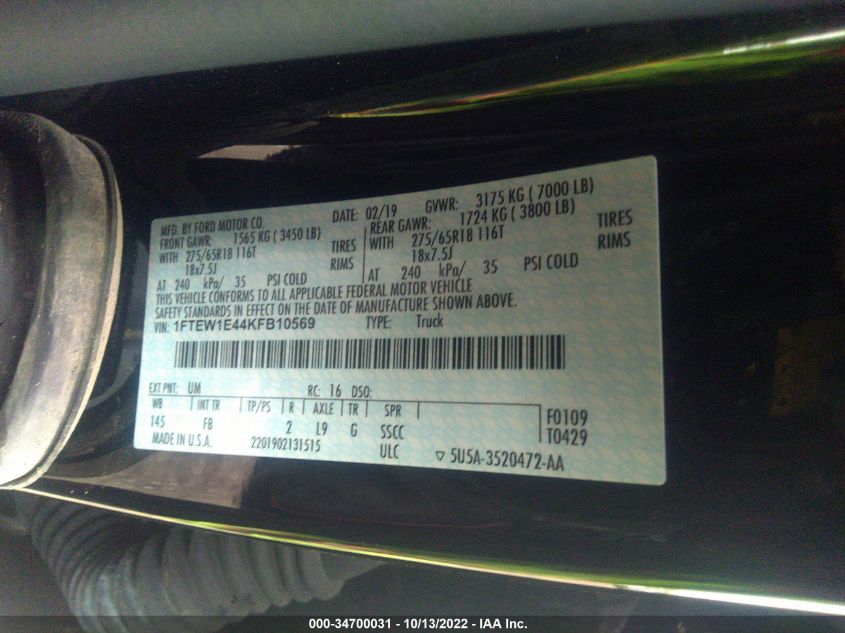 MFD. BY FORD MOTOR CO. DATE: 02/19 GVWR: 3175 KG ( 7000 LB)
FRONT GAWR: 1565 KG ( 3450 LB) REAR GAWR: 1724 KG ( 3800 LB)
WITH 275/65R18 116T TIRES WITH 275/65R18 116T TIRES
18x7.5J RIMS 18x7.5J RIMS
AT 240 kPa/ 35 PSI COLD AT 240 kPa/ 35 PSI COLD
THIS VEHICLE CONFORMS TO ALL APPLICABLE FEDERAL MOTOR VEHICLE
SAFETY STANDARDS IN EFFECT ON THE DATE OF MANUFACTURE SHOWN ABOVE.
VIN: 1FTEW1E44KFB10569 TYPE: Truck
EXT PNT: UM RC: 16 DSO:
WB INT TR TP/PS R AXLE TR SPR F0109
145 FB 2 L9 G SSCC T0429
MADE IN U.S.A. 2201902131515 ULC ▽ 5U5A-3520472-AA
000-34700031 - 10/13/2022 - IAA Inc.